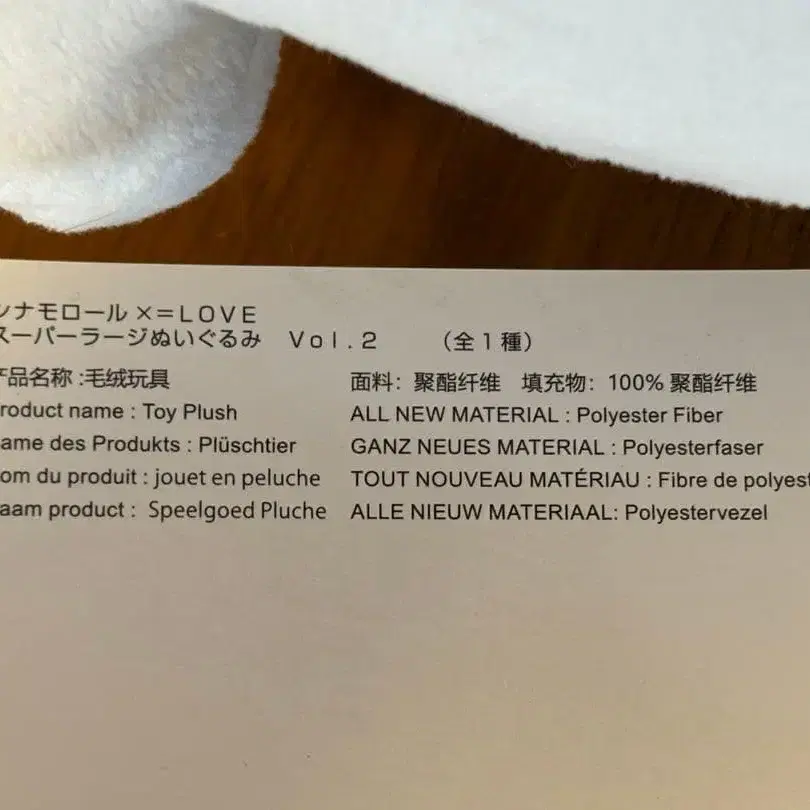 シナモロール×=LOVE
スーパーラージぬいぐるみ Vol.2 (全1種)
产品名称:毛绒玩具
面料:聚酯纤维 填充物:100%聚酯纤维
roduct name : Toy Plush
ALL NEW MATERIAL : Polyester Fiber
ame des Produkts : Plüschtier
GANZ NEUES MATERIAL : Polyesterfaser
om du produit : jouet en peluche
TOUT NOUVEAU MATÉRIAU : Fibre de polyest
aam product : Speelgoed Pluche
ALLE NIEUW MATERIAAL: Polyestervezel